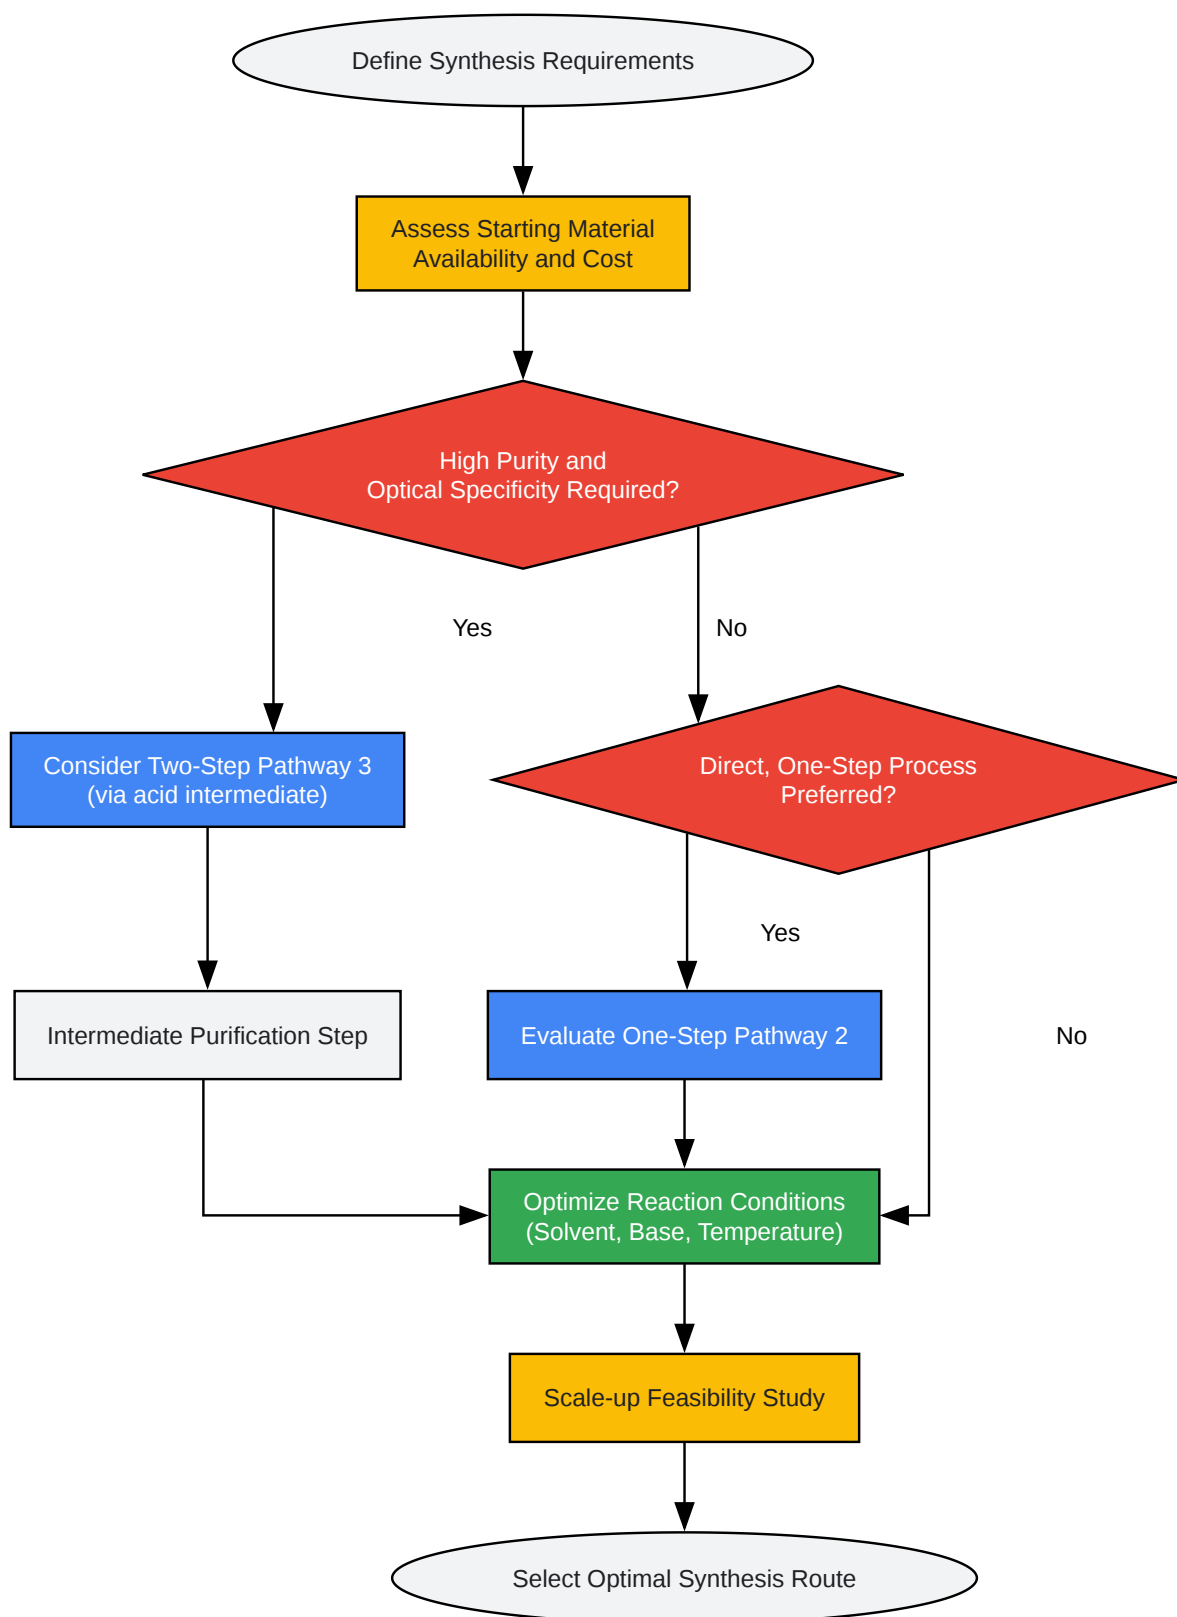 Define Synthesis Requirements
Assess Starting Material
Availability and Cost
High Purity and
Optical Specificity Required?
Yes
No
Consider Two-Step Pathway 3
(via acid intermediate)
Direct, One-Step Process
Preferred?
Yes
Intermediate Purification Step
Evaluate One-Step Pathway 2
No
Optimize Reaction Conditions
(Solvent, Base, Temperature)
Scale-up Feasibility Study
Select Optimal Synthesis Route